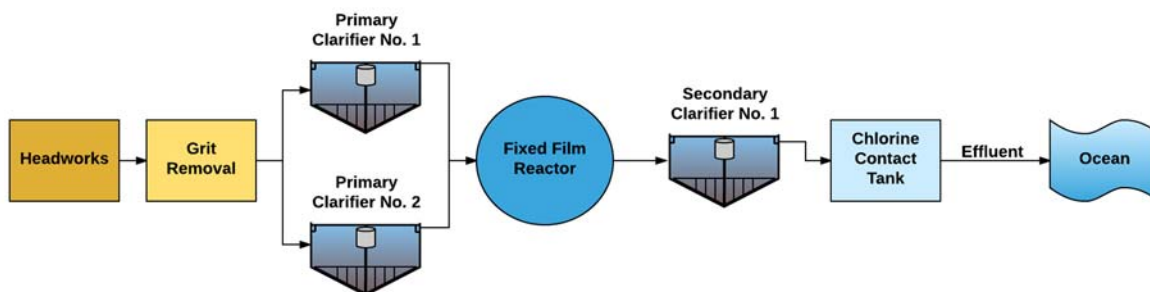 Headworks
Grit
Removal
Primary
Clarifier No. 1
Primary
Clarifier No. 2
Fixed Film
Reactor
Secondary
Clarifier No. 1
Chlorine
Contact
Tank
Effluent
Ocean